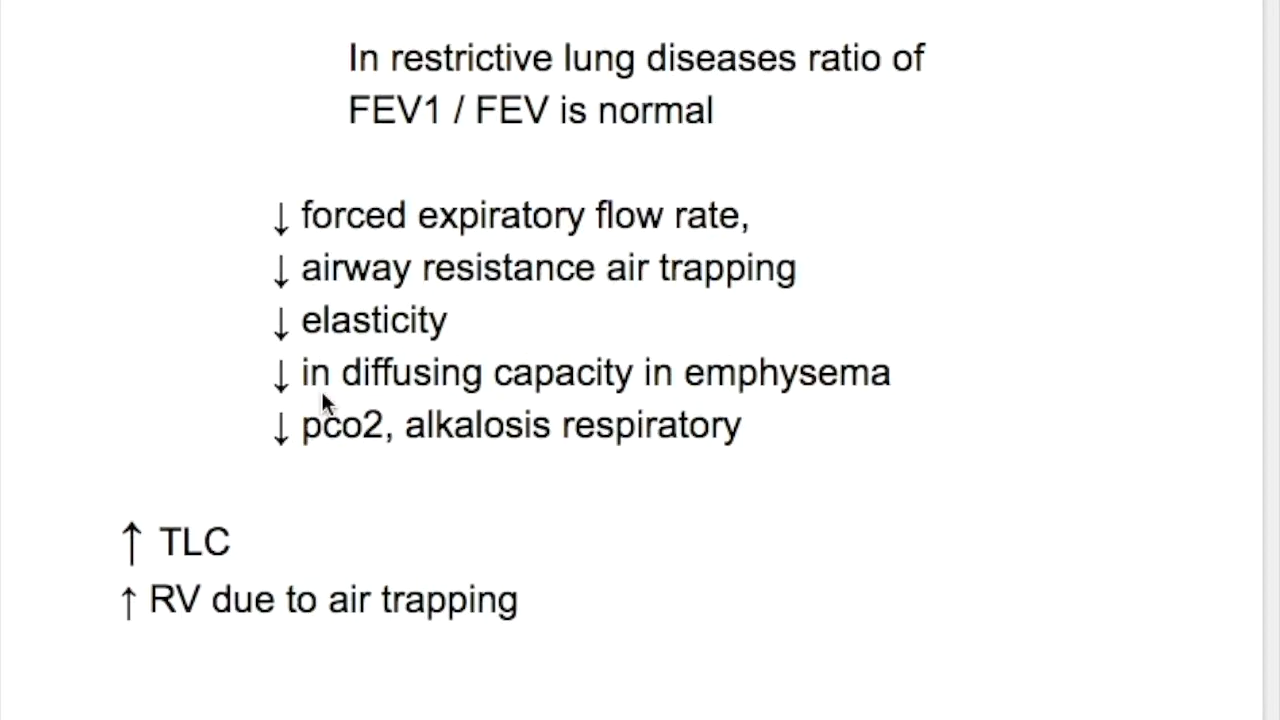 In restrictive lung diseases ratio of
FEV1 / FEV is normal
↓ forced expiratory flow rate,
↓ airway resistance air trapping
↓ elasticity
↓ in diffusing capacity in emphysema
↓ pco2, alkalosis respiratory
↑ TLC
↑ RV due to air trapping